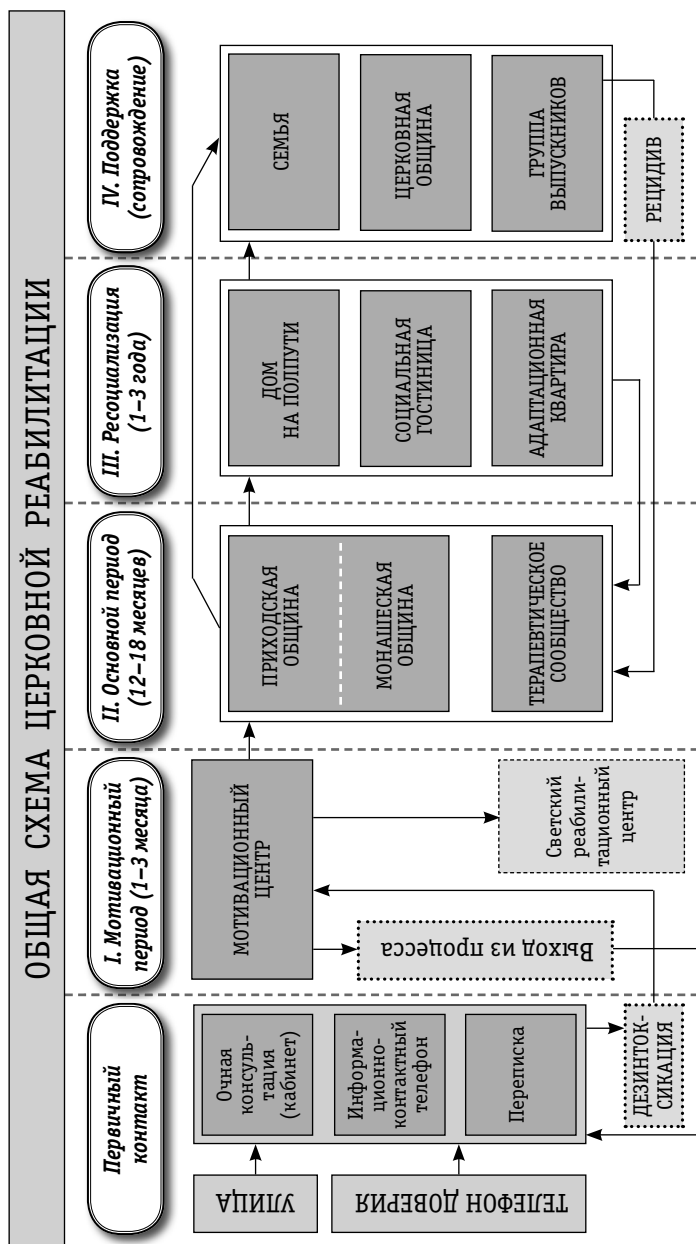 ОБЩАЯ СХЕМА ЦЕРКОВНОЙ РЕАБИЛИТАЦИИ
Первичный
контакт
I. Мотивационный
период (1–3 месяца)
II. Основной период
(12–18 месяцев)
III. Ресоциализация
(1–3 года)
IV. Поддержка
(сопровождение)
УЛИЦА
ТЕЛЕФОН ДОВЕРИЯ
Очная
консуль-
тация
(кабинет)
Информа-
ционно-
контактный
телефон
Переписка
ДЕЗИНТОК-
СИКАЦИЯ
МОТИВАЦИОННЫЙ
ЦЕНТР
Выход из процесса
Светский
реабили-
тационный
центр
ПРИХОДСКАЯ
ОБЩИНА
МОНАШЕСКАЯ
ОБЩИНА
ТЕРАПЕВТИЧЕСКОЕ
СООБЩЕСТВО
ДОМ
НА ПОЛПУТИ
СОЦИАЛЬНАЯ
ГОСТИНИЦА
АДАПТАЦИОННАЯ
КВАРТИРА
СЕМЬЯ
ЦЕРКОВНАЯ
ОБЩИНА
ГРУППА
ВЫПУСКНИКОВ
РЕЦИДИВ